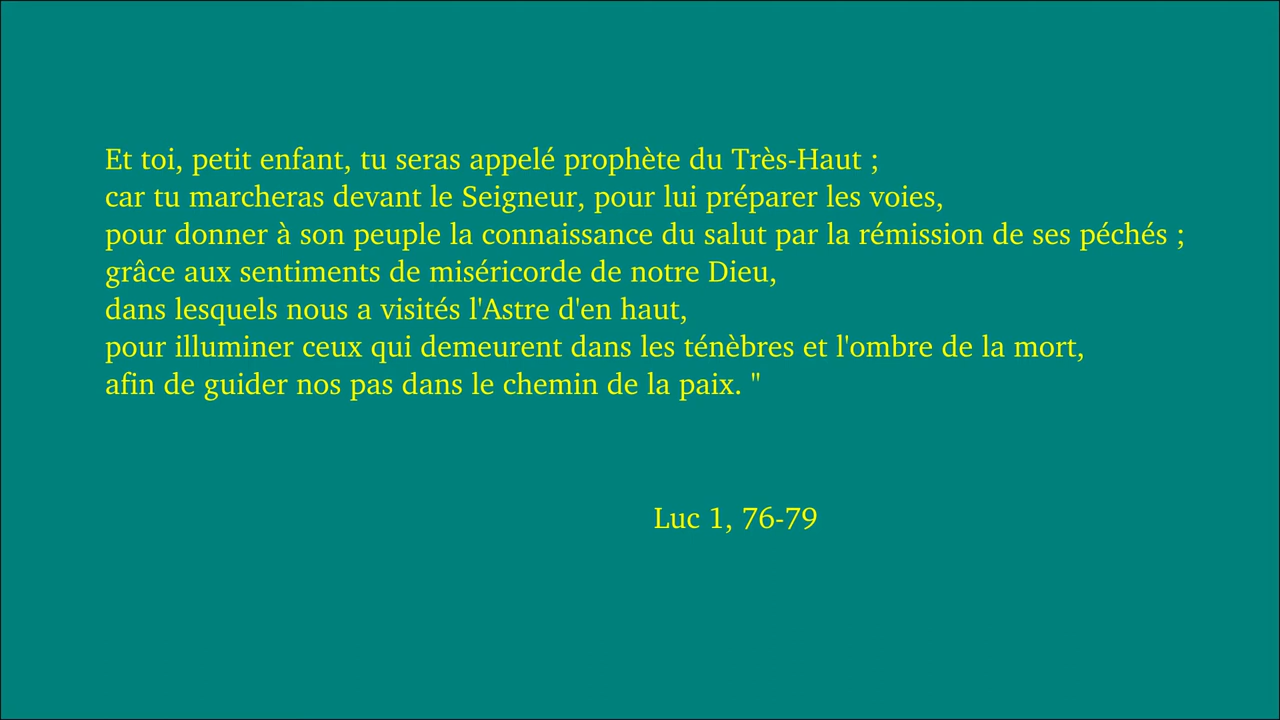 Et toi, petit enfant, tu seras appelé prophète du Très-Haut ;
car tu marcheras devant le Seigneur, pour lui préparer les voies,
pour donner à son peuple la connaissance du salut par la rémission de ses péchés ;
grâce aux sentiments de miséricorde de notre Dieu,
dans lesquels nous a visités l'Astre d'en haut,
pour illuminer ceux qui demeurent dans les ténèbres et l'ombre de la mort,
afin de guider nos pas dans le chemin de la paix. "
Luc 1, 76-79